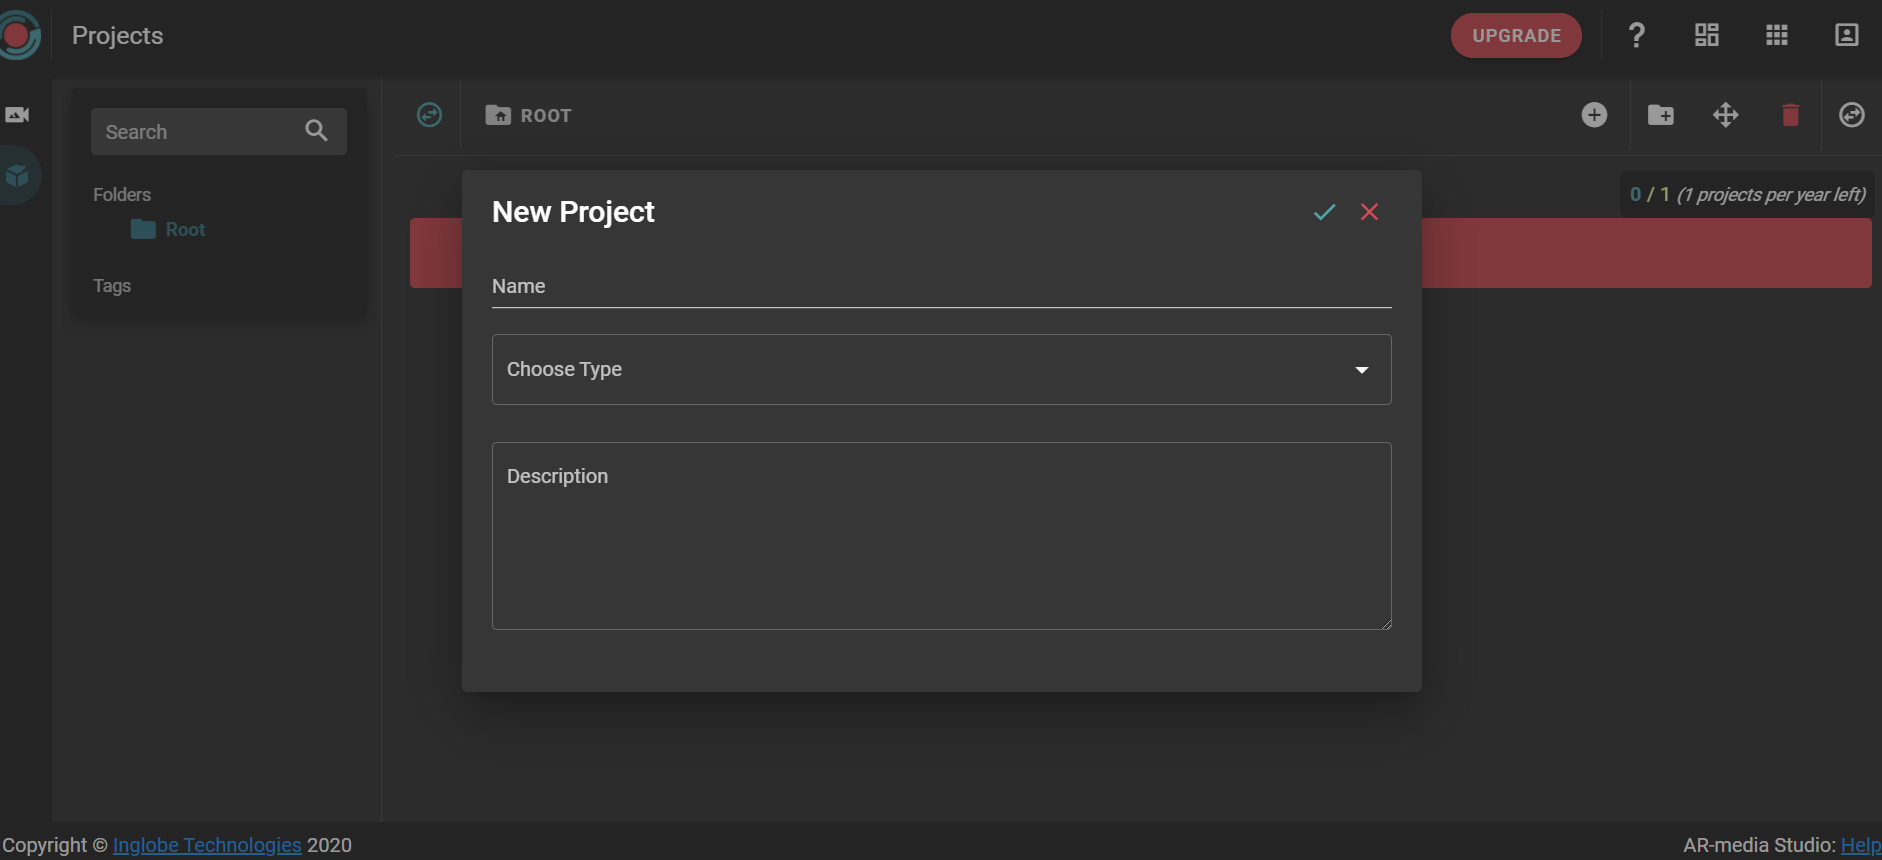 Projects
UPGRADE
?
Search
Folders
Root
Tags
ROOT
0 / 1 (1 projects per year left)
New Project
Name
Choose Type
Description
Copyright © Inglobe Technologies 2020
AR-media Studio: Help